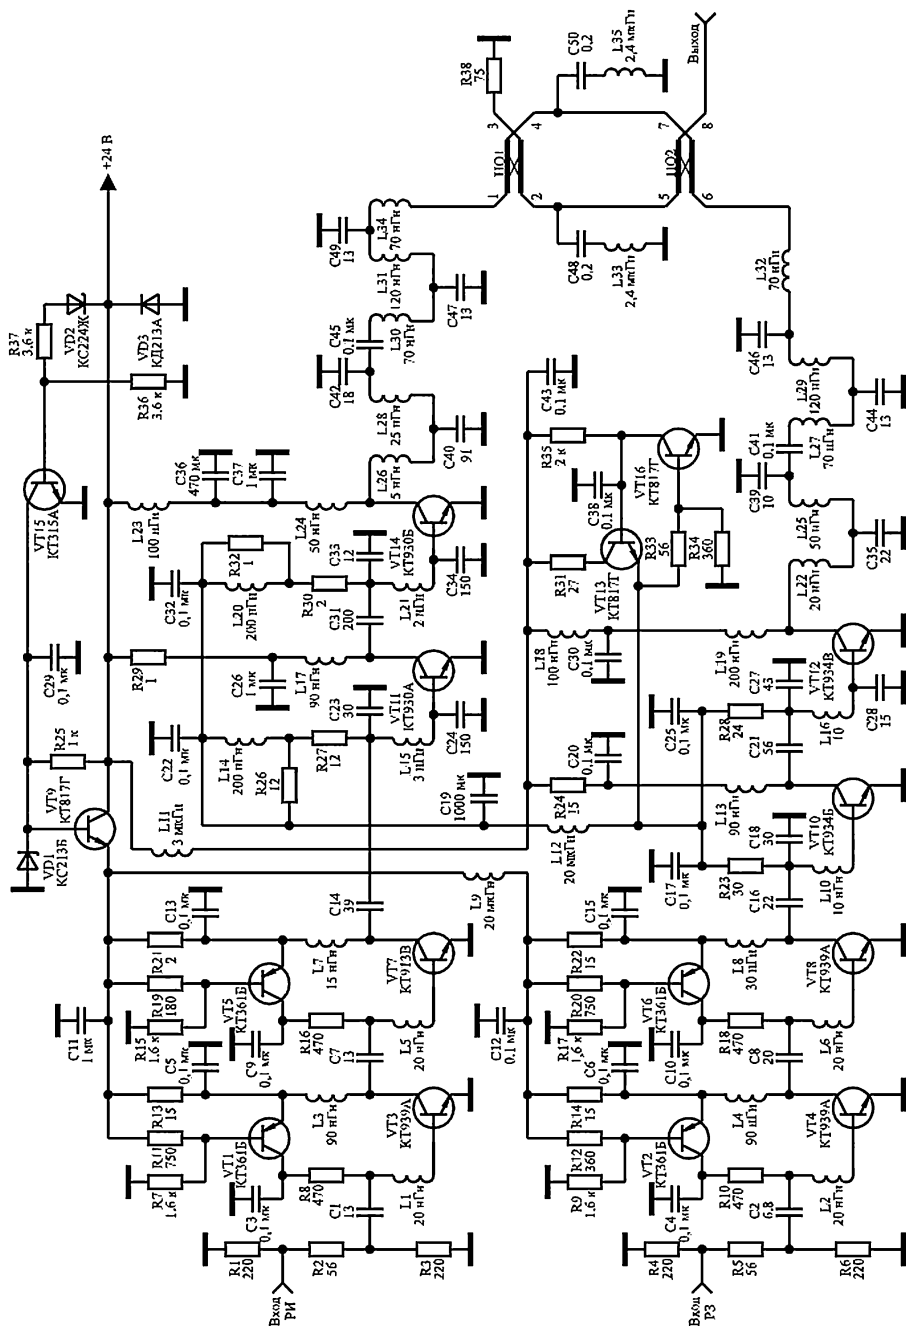 Вход
РИ
R1
220
R2
56
R3
220
R7
1,6 к
R11
750
R13
15
C3
0,1 мк
VT1
КТ361Б
R8
470
C1
13
L1
20 нГн
L3
90 нГн
VT3
КТ939А
C5
0,1 мк
C11
1 мк
R15
1,6 к
R19
180
R21
2
C13
0,1 мк
C9
0,1 мк
VT5
КТ361Б
R16
470
C7
13
L5
20 нГн
L7
15 нГн
VT7
КТ913В
C14
39
VD1
КС213Б
VT9
КТ817Г
R25
1 к
C29
0,1 мк
L11
3 мкГн
L9
20 мкГн
VT15
КТ315А
R37
3,6 к
R36
3,6 к
VD2
КС224Ж
VD3
КД213А
+24 В
R29
1
C26
1 мк
L17
90 нГн
C22
0,1 мк
L14
200 нГн
R26
12
R27
12
C23
30
L15
3 нГн
C24
150
VT11
КТ930А
C19
1000 мк
C31
200
C32
0,1 мк
L20
200 нГн
R32
1
R30
2
C33
12
L21
2 нГн
C34
150
VT14
КТ930Б
L23
100 нГн
C36
470 мк
C37
1 мк
L24
50 нГн
L26
5 нГн
C40
91
L28
25 нГн
C42
18
C45
0,1 мк
L30
70 нГн
C47
13
L31
120 нГн
C49
13
L34
70 нГн
R38
75
1
2
3
4
5
6
7
8
C50
0,2
L35
2,4 мкГн
C48
0,2
L33
2,4 мкГн
Выход
Вход
РЗ
R4
220
R5
56
R6
220
R9
1,6 к
R12
360
R14
15
C4
0,1 мк
VT2
КТ361Б
R10
470
C2
6,8
L2
20 нГн
L4
90 нГн
VT4
КТ939А
C6
0,1 мк
C12
0,1 мк
R17
1,6 к
R20
750
R22
15
C15
0,1 мк
C10
0,1 мк
VT6
КТ361Б
R18
470
C8
20
L6
20 нГн
L8
30 нГн
VT8
КТ939А
C16
22
C17
0,1 мк
R23
30
C18
30
L10
10 нГн
VT10
КТ934Б
L12
20 мкГн
L13
90 нГн
R24
15
C20
0,1 мк
C21
56
C25
0,1 мк
R28
24
C27
43
L16
10
C28
15
VT12
КТ934В
L18
100 нГн
C30
0,1 мк
L19
200 нГн
R31
27
VT13
КТ817Г
C38
0,1 мк
R35
2 к
C43
0,1 мк
VT16
КТ817Г
R33
56
R34
360
L22
20 нГн
C35
22
L25
50 нГн
C39
10
C41
0,1 мк
L27
70 нГн
C44
13
L29
120 нГн
C46
13
L32
70 нГн